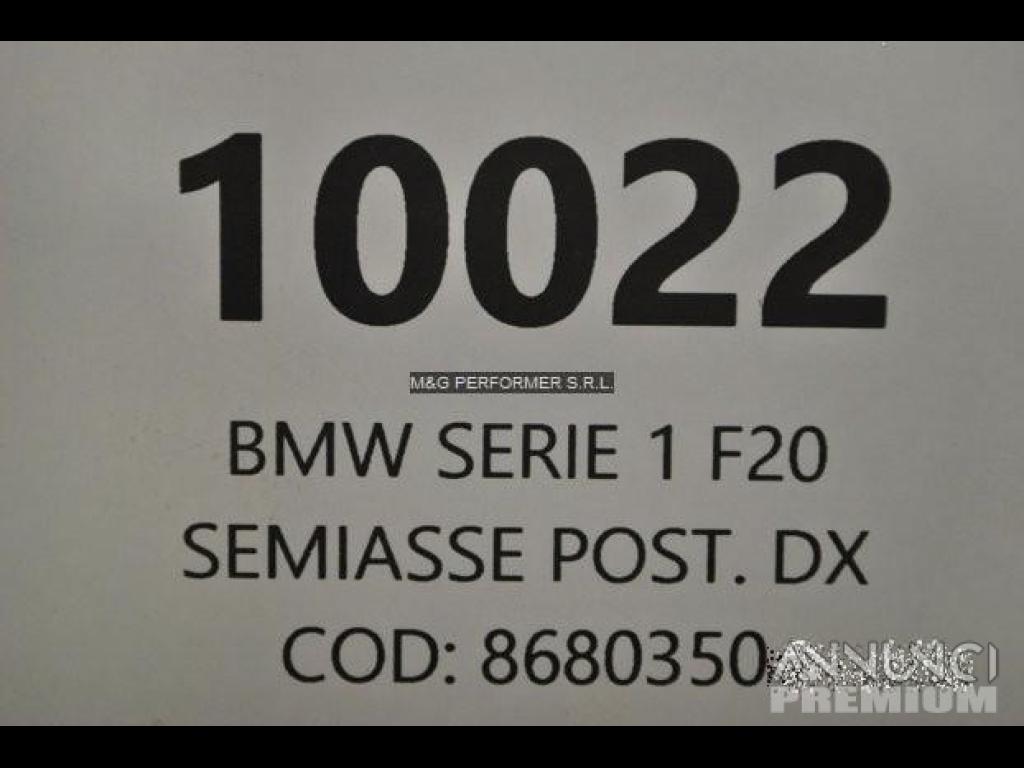 10022
M&G PERFORMER S.R.L.
BMW SERIE 1 F20
SEMIASSE POST. DX
COD: 8680350
ANNUNCI
PREMIUM